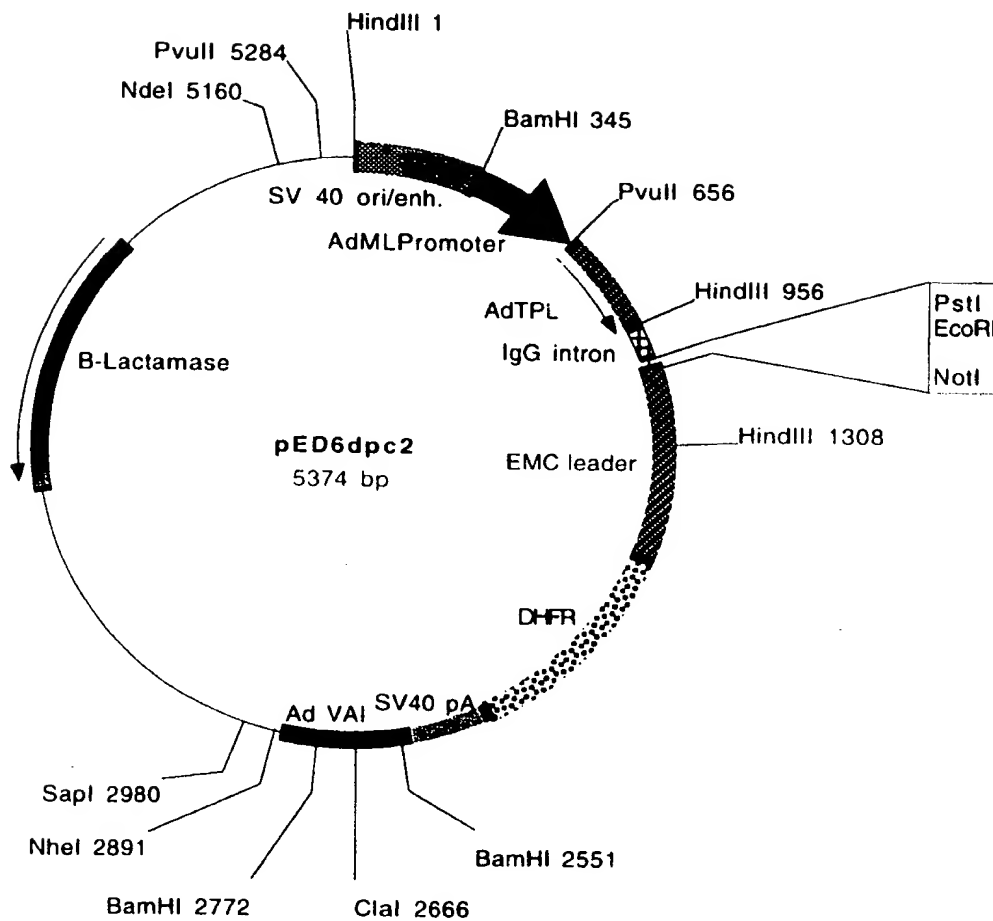 HindIII 1
PvuII 5284
NdeI 5160
BamHI 345
SV 40 ori/enh.
PvuII 656
AdMLPromoter
HindIII 956
AdTPL
PstI
EcoRI
IgG intron
NotI
B-Lactamase
pED6dpc2
5374 bp
HindIII 1308
EMC leader
DHFR
SV40 pA
Ad VAI
SapI 2980
NheI 2891
BamHI 2551
BamHI 2772
ClaI 2666